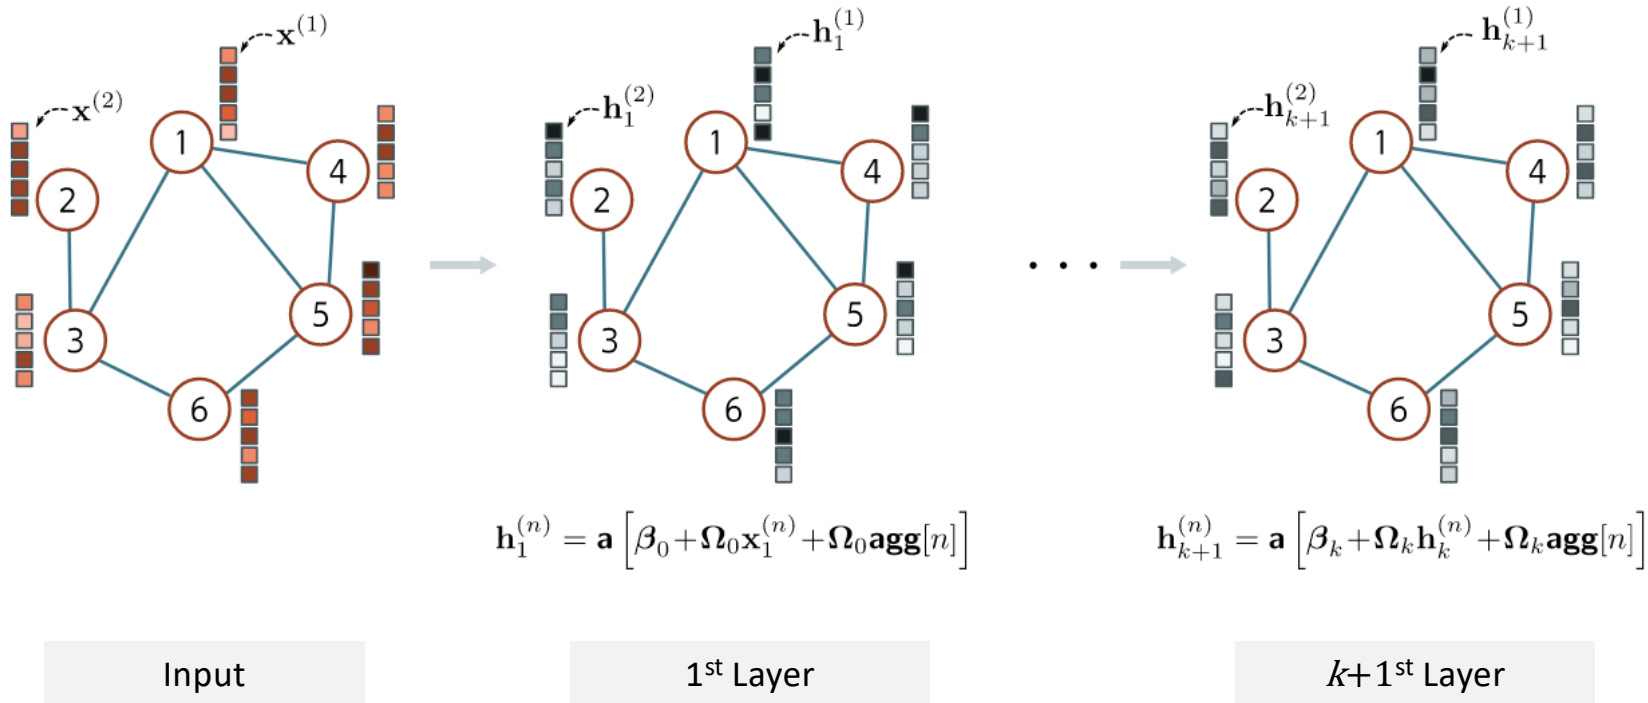 x^(1)
x^(2)
1
2
3
4
5
6
h_1^(1)
h_1^(2)
1
2
3
4
5
6
. . .
h_{k+1}^(1)
h_{k+1}^(2)
1
2
3
4
5
6
h_1^(n) = a [β_0 + Ω_0 x_1^(n) + Ω_0 agg[n]]
h_{k+1}^(n) = a [β_k + Ω_k h_k^(n) + Ω_k agg[n]]
Input
1st Layer
k+1st Layer